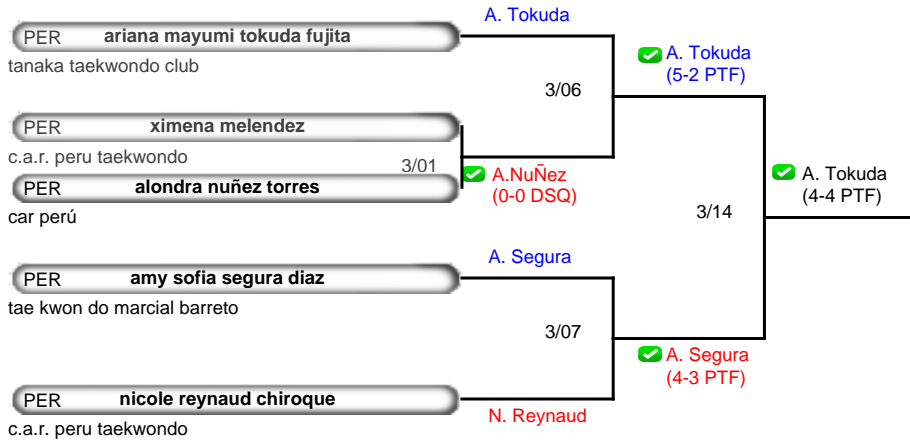 A. Tokuda
PER ariana mayumi tokuda fujita
tanaka taekwondo club
A. Tokuda
(5-2 PTF)
3/06
PER ximena melendez
c.a.r. peru taekwondo
3/01
A.NuÑez
(0-0 DSQ)
PER alondra nuñez torres
car perú
A. Tokuda
(4-4 PTF)
3/14
A. Segura
PER amy sofia segura diaz
tae kwon do marcial barreto
3/07
A. Segura
(4-3 PTF)
PER nicole reynaud chiroque
N. Reynaud
c.a.r. peru taekwondo